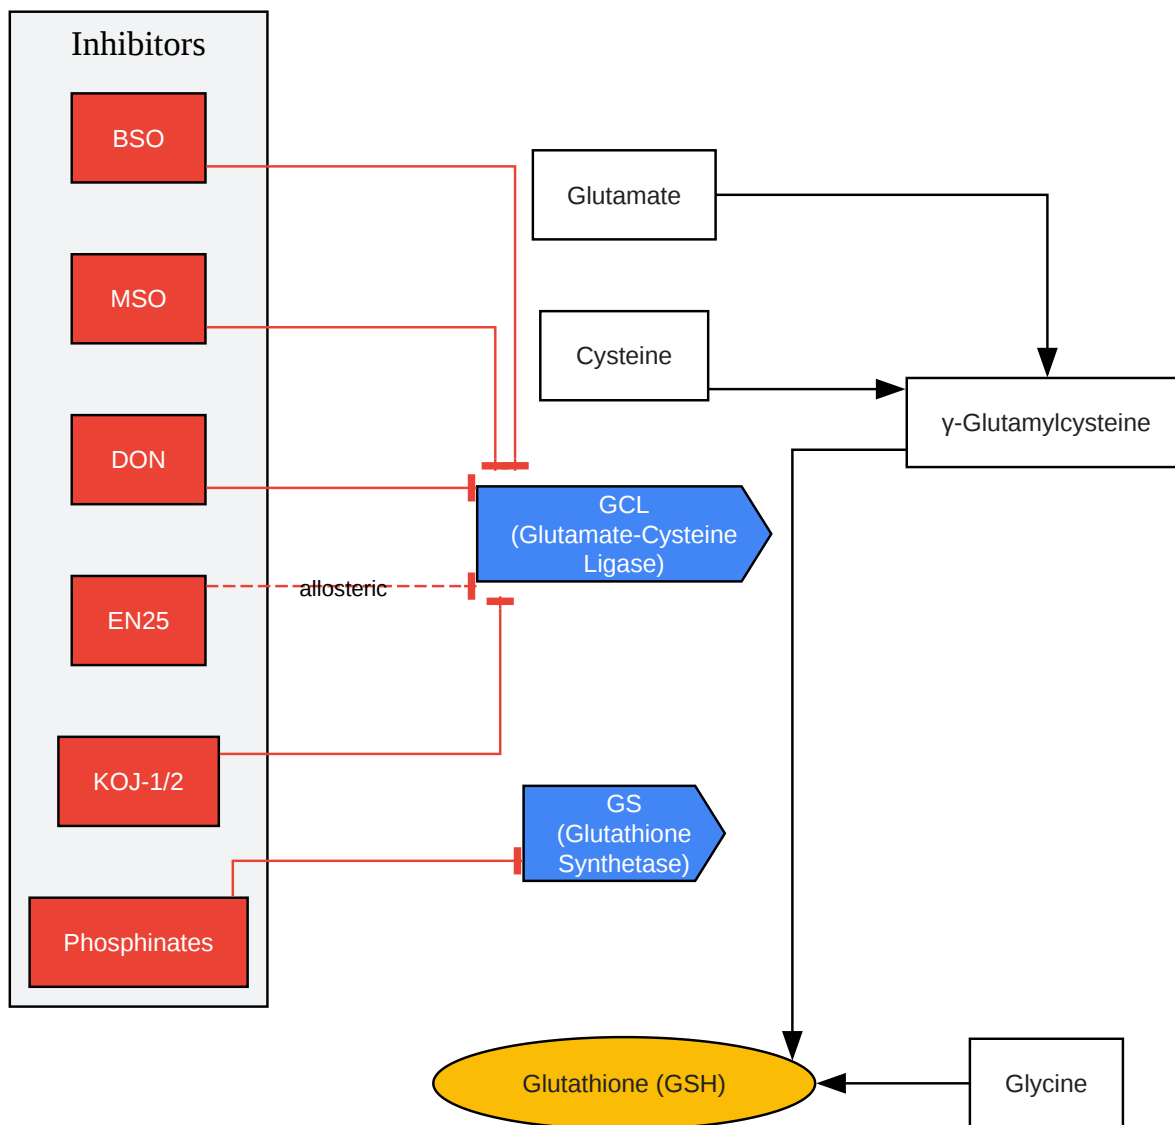 Inhibitors
BSO
Glutamate
MSO
Cysteine
γ-Glutamylcysteine
DON
GCL
(Glutamate-Cysteine
Ligase)
allosteric
EN25
KOJ-1/2
GS
(Glutathione
Synthetase)
Phosphinates
Glutathione (GSH)
Glycine